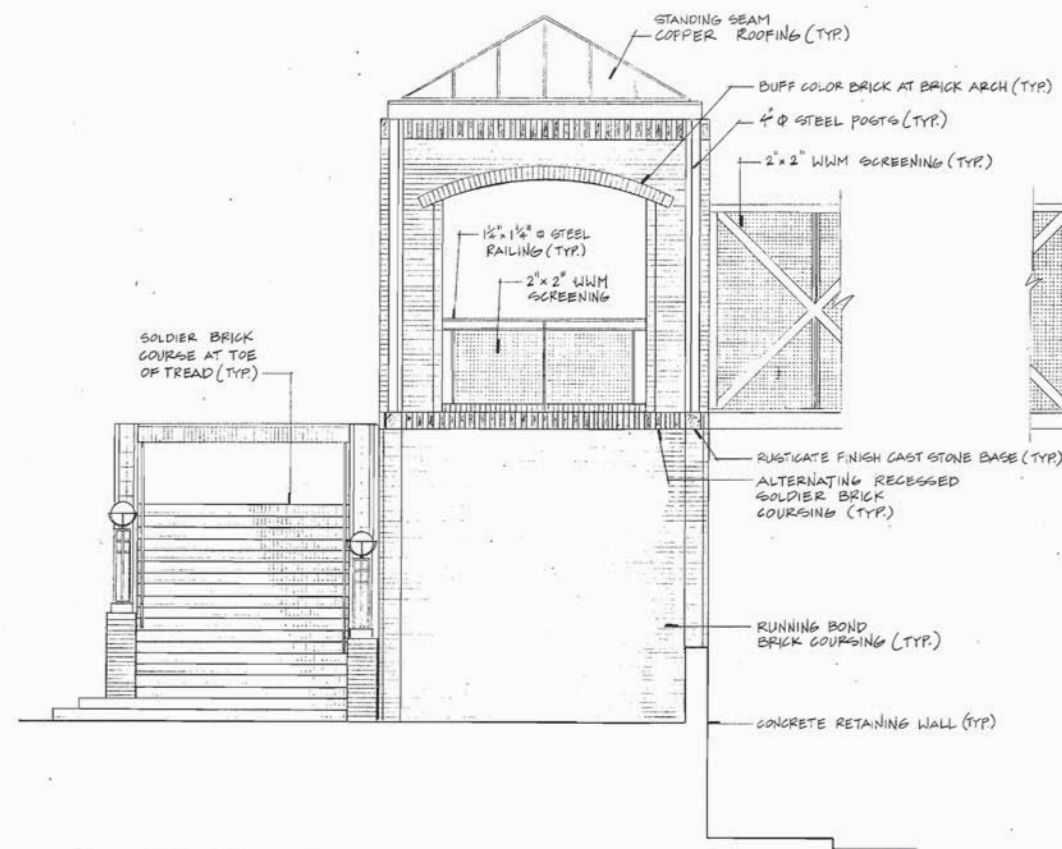 STANDING SEAM
COPPER ROOFING (TYP.)
BUFF COLOR BRICK AT BRICK ARCH (TYP.)
4" Φ STEEL POSTS (TYP.)
2" x 2" WWM SCREENING (TYP.)
1¼" x 1¼" ⌑ STEEL
RAILING (TYP.)
2" x 2" WWM
SCREENING
SOLDIER BRICK
COURSE AT TOE
OF TREAD (TYP.)
RUSTICATE FINISH CAST STONE BASE (TYP.)
ALTERNATING RECESSED
SOLDIER BRICK
COURSING (TYP.)
RUNNING BOND
BRICK COURSING (TYP.)
CONCRETE RETAINING WALL (TYP)